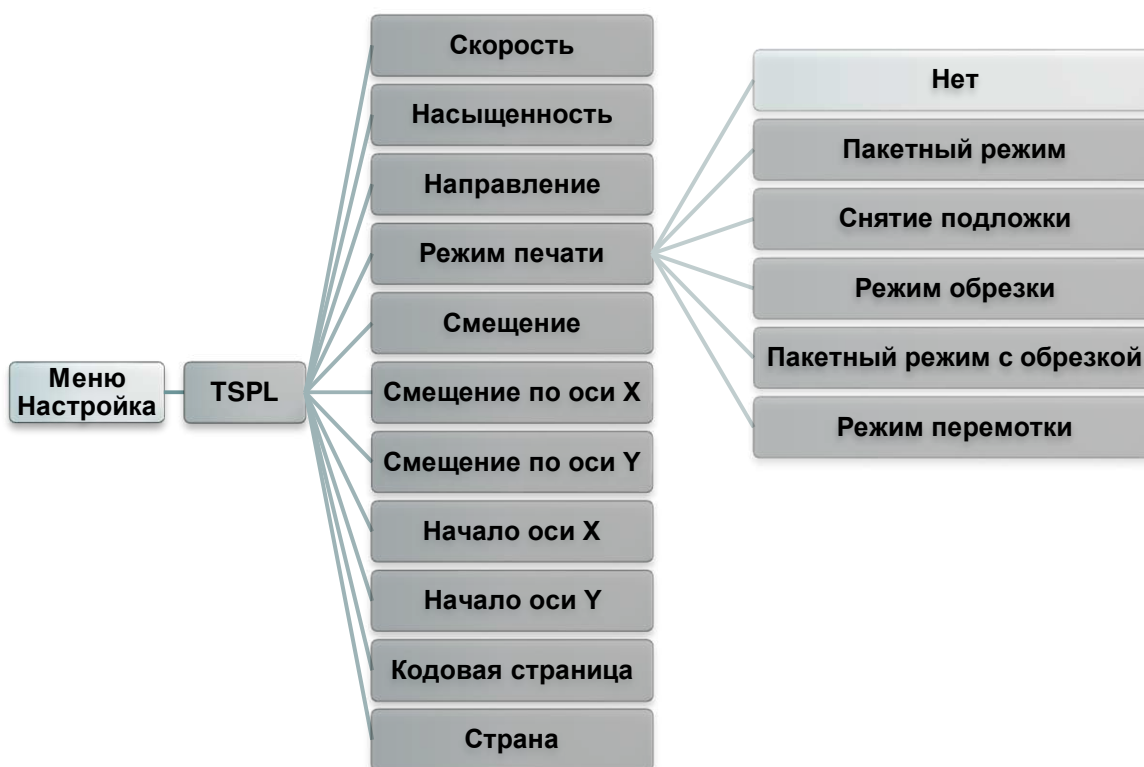 Меню
Настройка
TSPL
Скорость
Насыщенность
Направление
Режим печати
Смещение
Смещение по оси X
Смещение по оси Y
Начало оси X
Начало оси Y
Кодовая страница
Страна
Нет
Пакетный режим
Снятие подложки
Режим обрезки
Пакетный режим с обрезкой
Режим перемотки